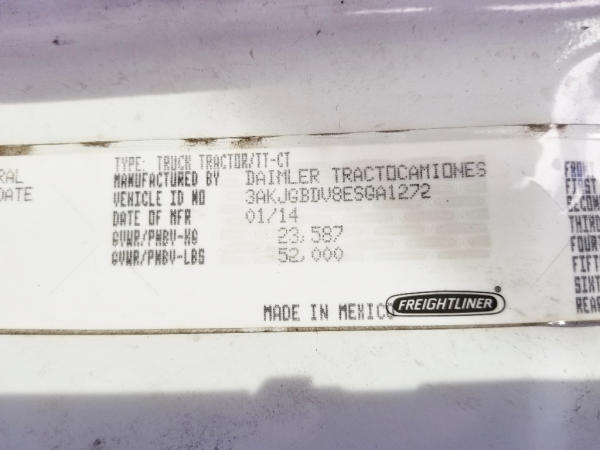 TYPE: TRUCK TRACTOR/TT-CT
MANUFACTURED BY DAIMLER TRACTOCAMIONES
VEHICLE ID NO 3AKJGBDV8ESGA1272
DATE OF MFR 01/14
GVWR/PNBV-KG 23,587
GVWR/PNBV-LBS 52,000
MADE IN MEXICO FREIGHTLINER
RAL
DATE
FRONT
FIRST
SECOND
THIRD
FOURT
FIFT
SIXT
REAR